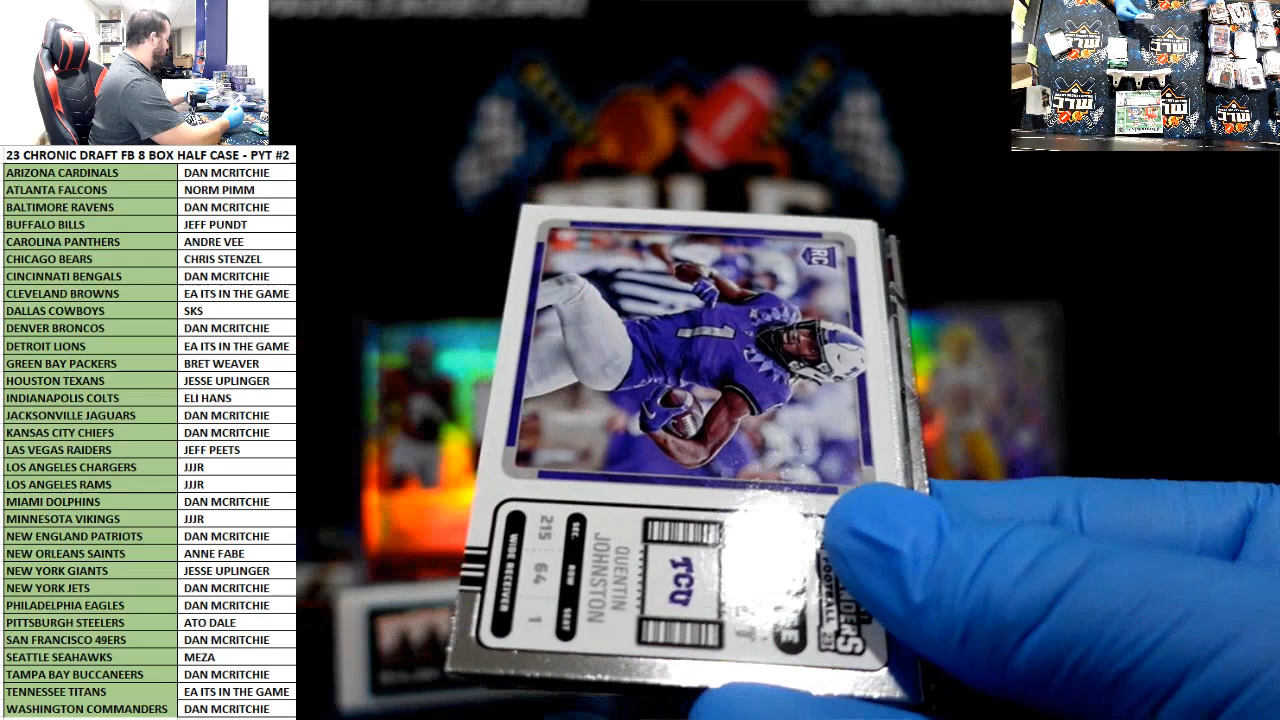 23 CHRONIC DRAFT FB 8 BOX HALF CASE - PYT #2
ARIZONA CARDINALS DAN MCRITCHIE
ATLANTA FALCONS NORM PIMM
BALTIMORE RAVENS DAN MCRITCHIE
BUFFALO BILLS JEFF PUNDT
CAROLINA PANTHERS ANDRE VEE
CHICAGO BEARS CHRIS STENZEL
CINCINNATI BENGALS DAN MCRITCHIE
CLEVELAND BROWNS EA ITS IN THE GAME
DALLAS COWBOYS SKS
DENVER BRONCOS DAN MCRITCHIE
DETROIT LIONS EA ITS IN THE GAME
GREEN BAY PACKERS BRET WEAVER
HOUSTON TEXANS JESSE UPLINGER
INDIANAPOLIS COLTS ELI HANS
JACKSONVILLE JAGUARS DAN MCRITCHIE
KANSAS CITY CHIEFS DAN MCRITCHIE
LAS VEGAS RAIDERS JEFF PEETS
LOS ANGELES CHARGERS JJJR
LOS ANGELES RAMS JJJR
MIAMI DOLPHINS DAN MCRITCHIE
MINNESOTA VIKINGS JJJR
NEW ENGLAND PATRIOTS DAN MCRITCHIE
NEW ORLEANS SAINTS ANNE FABE
NEW YORK GIANTS JESSE UPLINGER
NEW YORK JETS DAN MCRITCHIE
PHILADELPHIA EAGLES DAN MCRITCHIE
PITTSBURGH STEELERS ATO DALE
SAN FRANCISCO 49ERS DAN MCRITCHIE
SEATTLE SEAHAWKS MEZA
TAMPA BAY BUCCANEERS DAN MCRITCHIE
TENNESSEE TITANS EA ITS IN THE GAME
WASHINGTON COMMANDERS DAN MCRITCHIE
RC
1
FOOTBALL 23
TCU
QUENTIN
JOHNSTON
SEC. ROW SEAT
215 64 1
WIDE RECEIVER